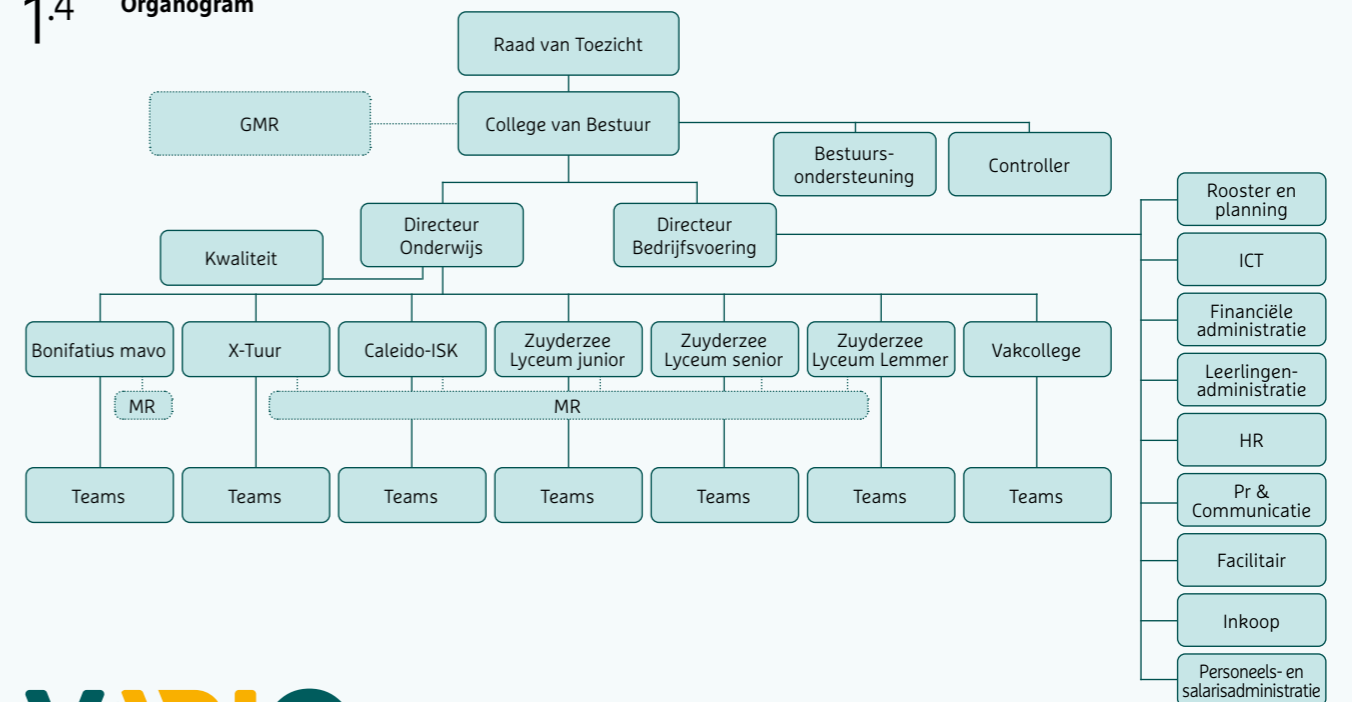 1.4 Organogram
Raad van Toezicht
GMR
College van Bestuur
Bestuurs-
ondersteuning
Controller
Rooster en
planning
Directeur
Onderwijs
Directeur
Bedrijfsvoering
Kwaliteit
ICT
Financiële
administratie
Bonifatius mavo
X-Tuur
Caleido-ISK
Zuyderzee
Lyceum junior
Zuyderzee
Lyceum senior
Zuyderzee
Lyceum Lemmer
Vakcollege
Leerlingen-
administratie
MR
MR
HR
Teams
Teams
Teams
Teams
Teams
Teams
Teams
Pr &
Communicatie
Facilitair
Inkoop
Personeels- en
salarisadministratie